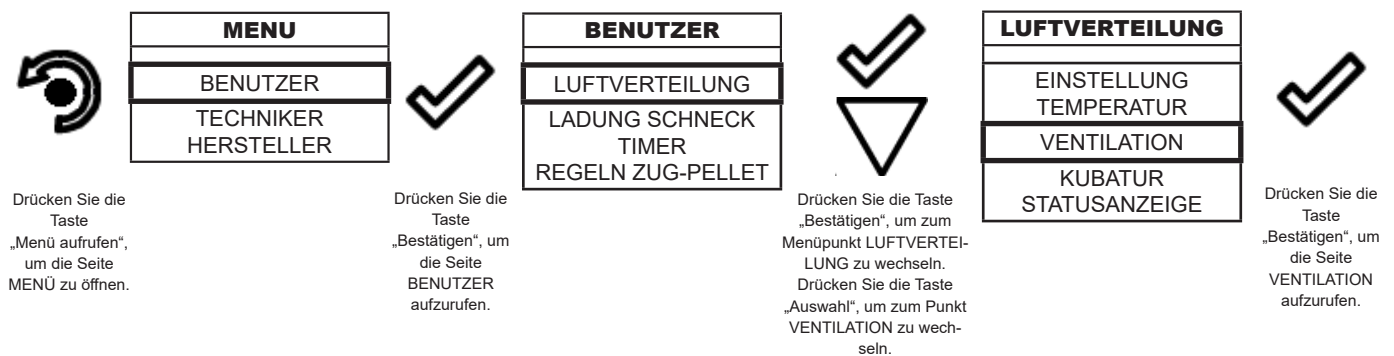 MENU
BENUTZER
TECHNIKER
HERSTELLER
BENUTZER
LUFTVERTEILUNG
LADUNG SCHNECK
TIMER
REGELN ZUG-PELLET
LUFTVERTEILUNG
EINSTELLUNG
TEMPERATUR
VENTILATION
KUBATUR
STATUSANZEIGE
Drücken Sie die
Taste
„Menü aufrufen“,
um die Seite
MENÜ zu öffnen.
Drücken Sie die
Taste
„Bestätigen“, um
die Seite
BENUTZER
aufzurufen.
Drücken Sie die Taste
„Bestätigen“, um zum
Menüpunkt LUFTVERTEI-
LUNG zu wechseln.
Drücken Sie die Taste
„Auswahl“, um zum Punkt
VENTILATION zu wech-
seln.
Drücken Sie die
Taste
„Bestätigen“, um
die Seite
VENTILATION
aufzurufen.